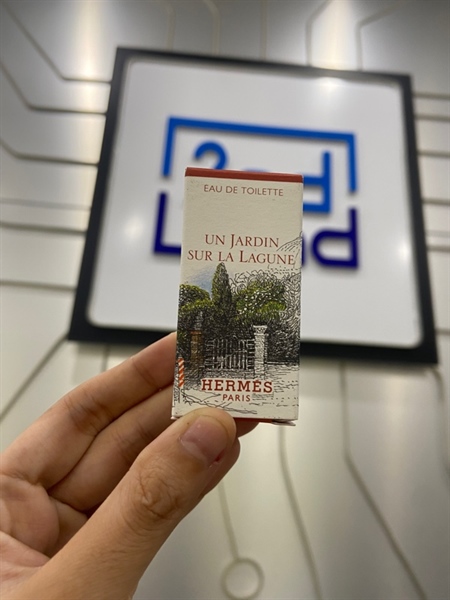 EAU DE TOILETTE
UN JARDIN
SUR LA LAGUNE
HERMÈS
PARIS